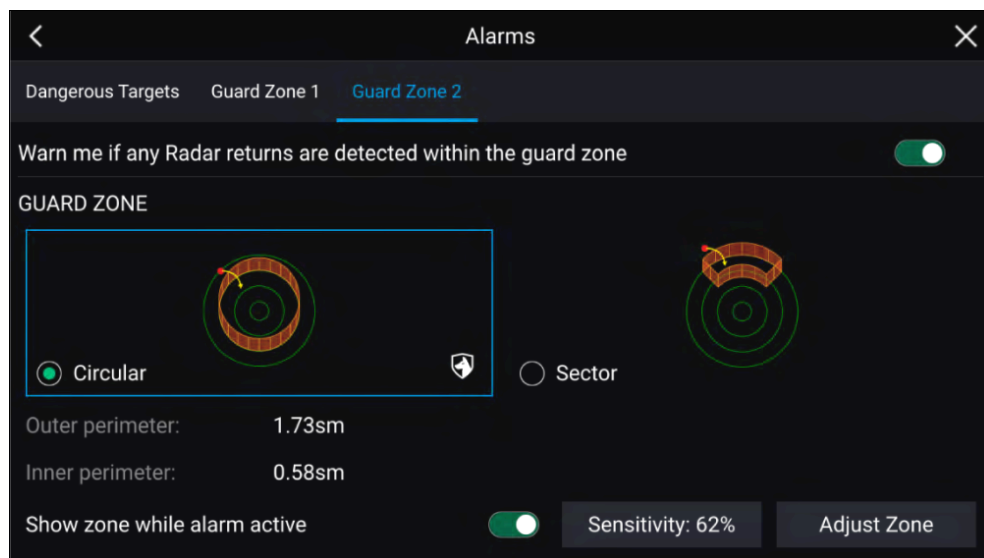 Alarms
Dangerous Targets Guard Zone 1 Guard Zone 2
Warn me if any Radar returns are detected within the guard zone
GUARD ZONE
Circular Sector
Outer perimeter: 1.73sm
Inner perimeter: 0.58sm
Show zone while alarm active Sensitivity: 62% Adjust Zone